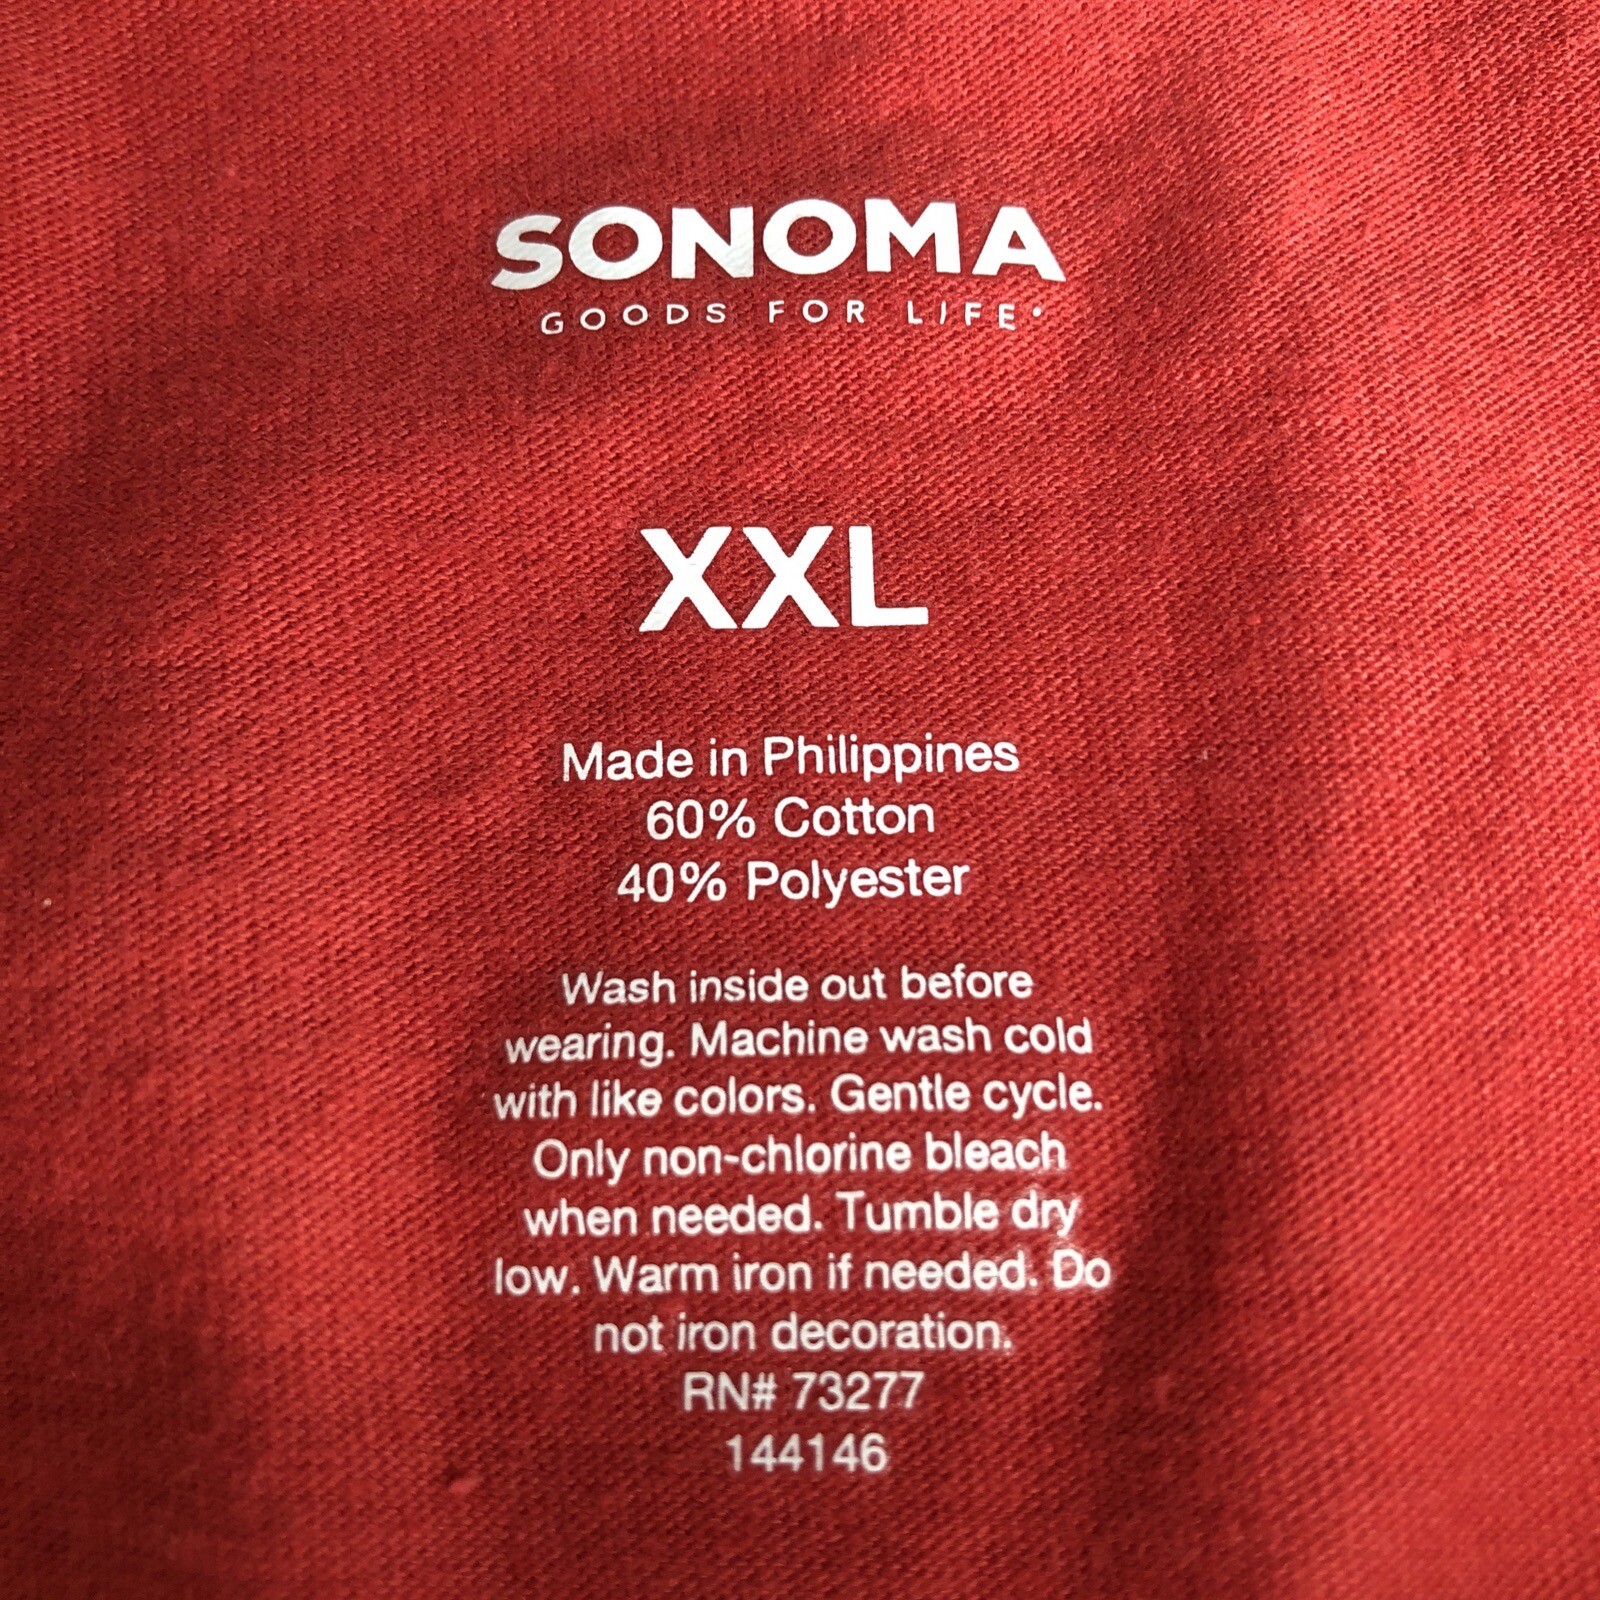 SONOMA
GOODS FOR LIFE•
XXL
Made in Philippines
60% Cotton
40% Polyester
Wash inside out before
wearing. Machine wash cold
with like colors. Gentle cycle.
Only non-chlorine bleach
when needed. Tumble dry
low. Warm iron if needed. Do
not iron decoration.
RN# 73277
144146